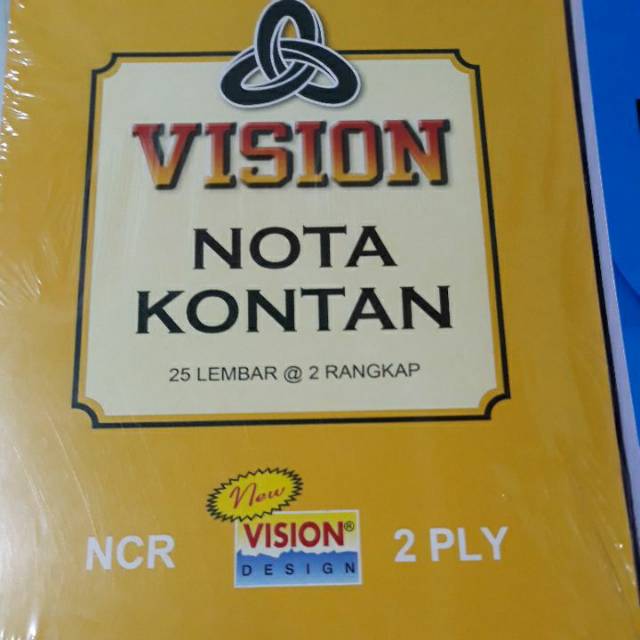 VISION
NOTA
KONTAN
25 LEMBAR @ 2 RANGKAP
New
NCR
VISION®
DESIGN
2 PLY